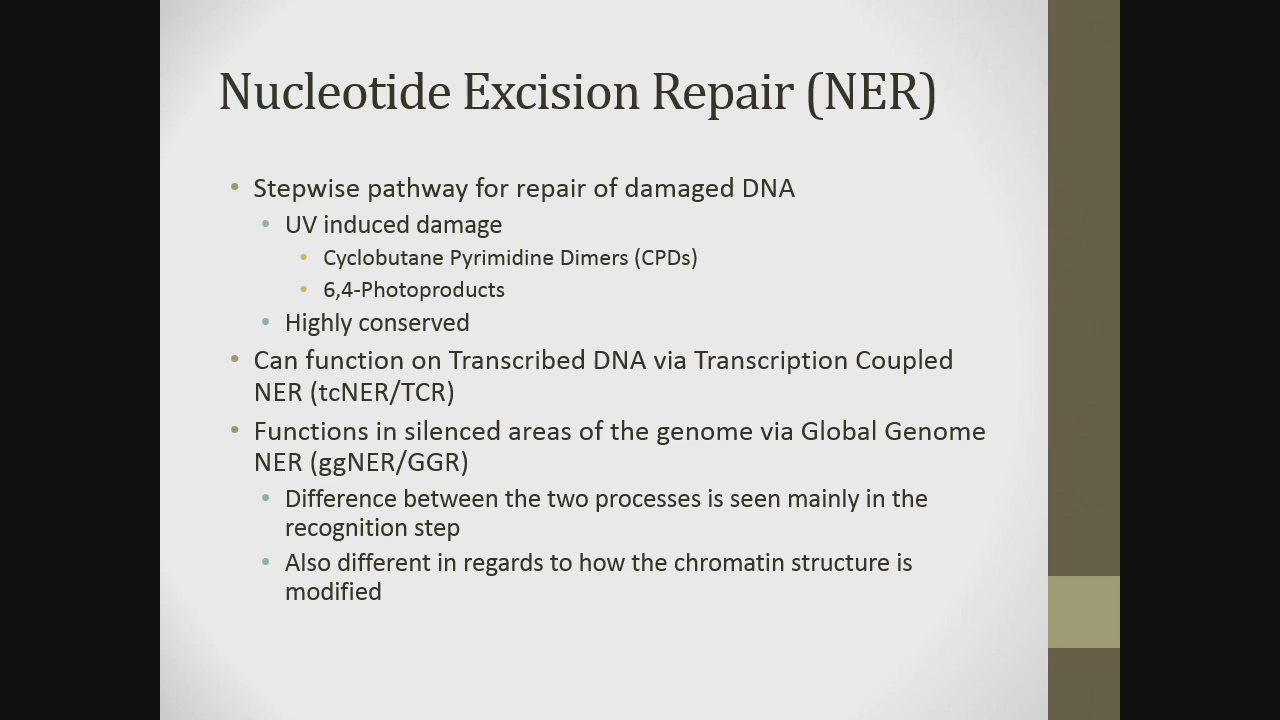 Nucleotide Excision Repair (NER)
• Stepwise pathway for repair of damaged DNA
• UV induced damage
• Cyclobutane Pyrimidine Dimers (CPDs)
• 6,4-Photoproducts
• Highly conserved
• Can function on Transcribed DNA via Transcription Coupled
NER (tcNER/TCR)
• Functions in silenced areas of the genome via Global Genome
NER (ggNER/GGR)
• Difference between the two processes is seen mainly in the
recognition step
• Also different in regards to how the chromatin structure is
modified